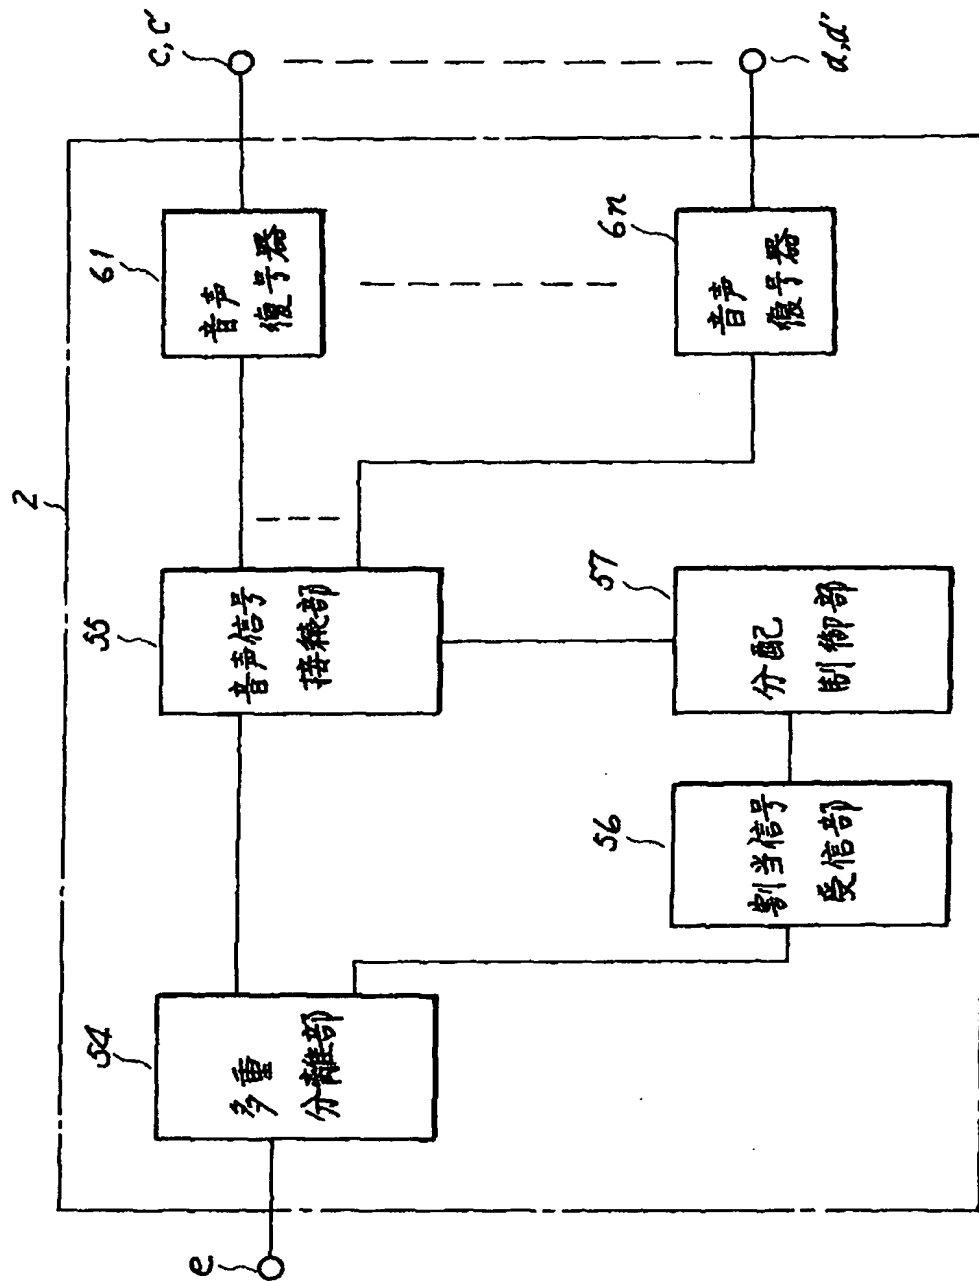 2
e
54
多重
分離部
55
音声信号
接続部
61
音声
復号器
c,c'
56
割当信号
受信部
57
分配
制御部
6n
音声
復号器
d,d'